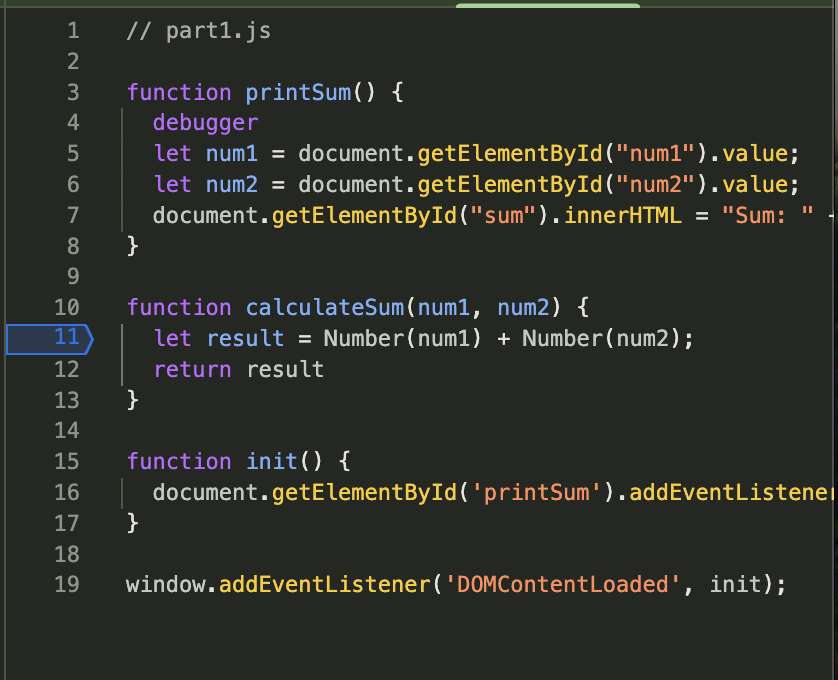 1 // part1.js
2
3 function printSum() {
4 debugger
5 let num1 = document.getElementById("num1").value;
6 let num2 = document.getElementById("num2").value;
7 document.getElementById("sum").innerHTML = "Sum: " +
8 }
9
10 function calculateSum(num1, num2) {
11 let result = Number(num1) + Number(num2);
12 return result
13 }
14
15 function init() {
16 document.getElementById('printSum').addEventListener
17 }
18
19 window.addEventListener('DOMContentLoaded', init);